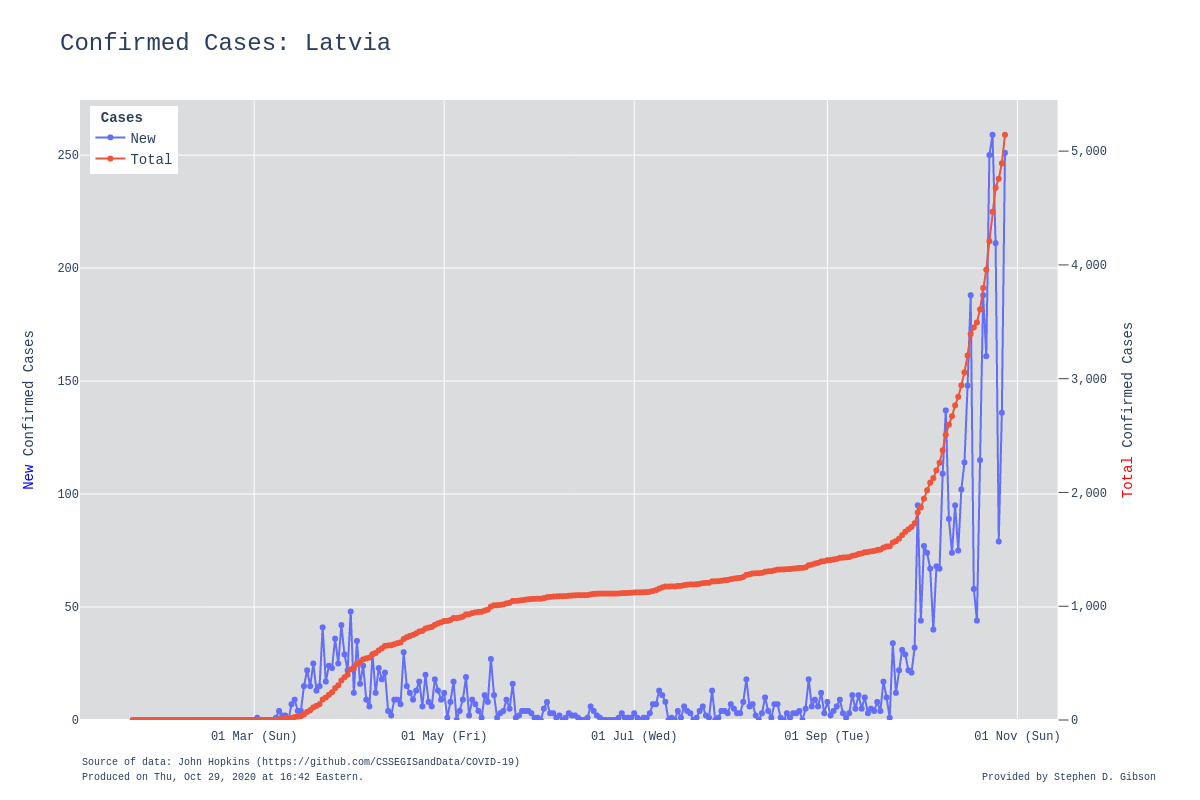 Confirmed Cases: Latvia
Cases
New
Total
250
200
150
100
50
0
5,000
4,000
3,000
2,000
1,000
0
New Confirmed Cases
Total Confirmed Cases
01 Mar (Sun)
01 May (Fri)
01 Jul (Wed)
01 Sep (Tue)
01 Nov (Sun)
Source of data: John Hopkins (https://github.com/CSSEGISandData/COVID-19)
Produced on Thu, Oct 29, 2020 at 16:42 Eastern.
Provided by Stephen D. Gibson